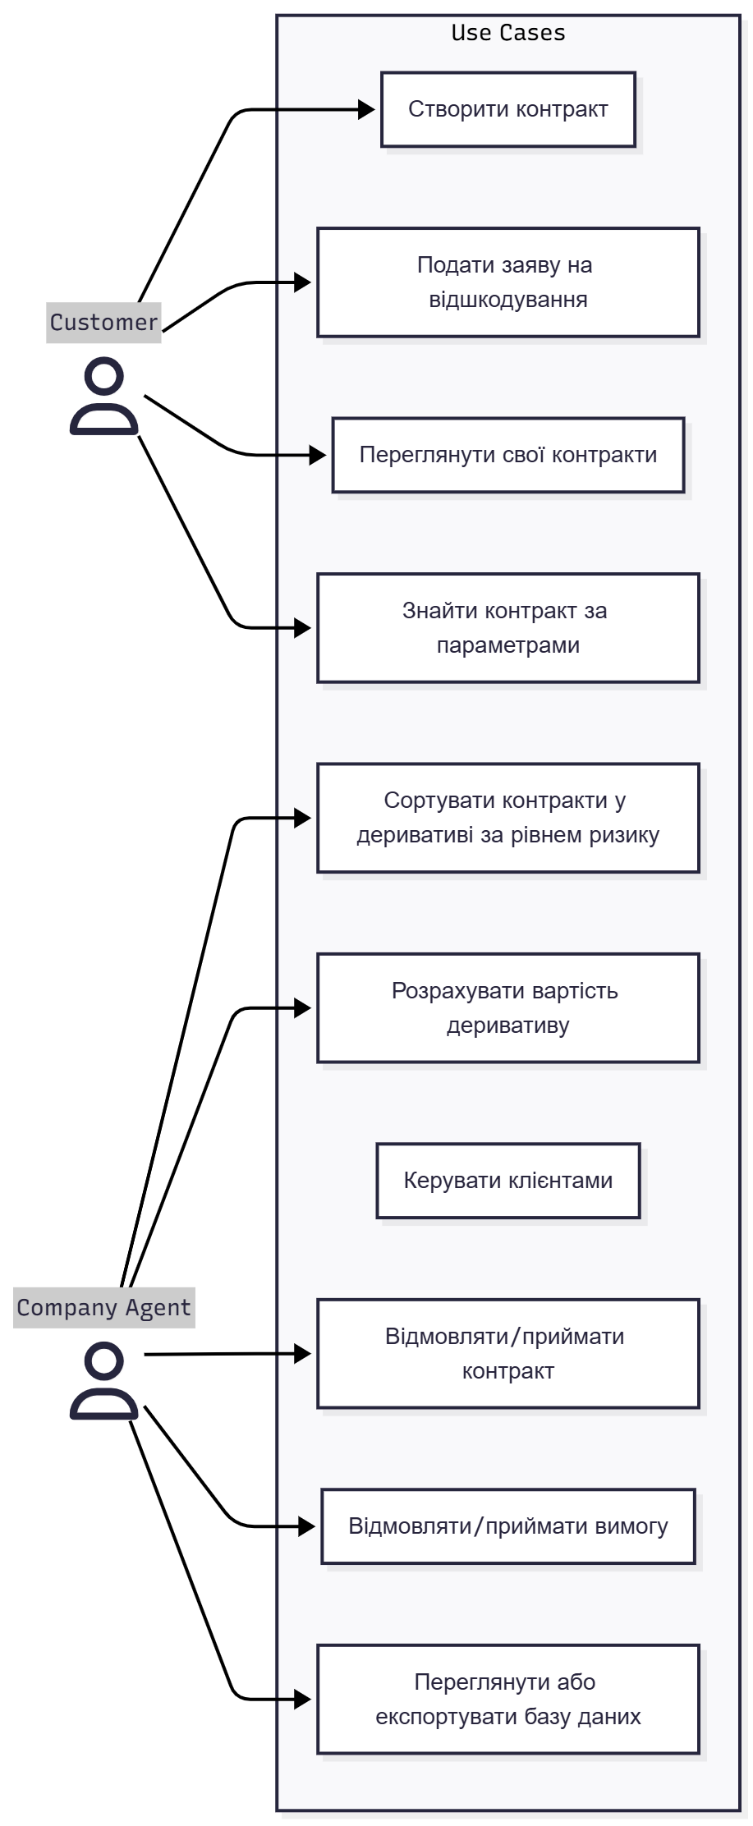 Use Cases
Створити контракт
Подати заяву на
відшкодування
Customer
Переглянути свої контракти
Знайти контракт за
параметрами
Сортувати контракти у
деривативі за рівнем ризику
Розрахувати вартість
деривативу
Керувати клієнтами
Company Agent
Відмовляти/приймати
контракт
Відмовляти/приймати вимогу
Переглянути або
експортувати базу даних